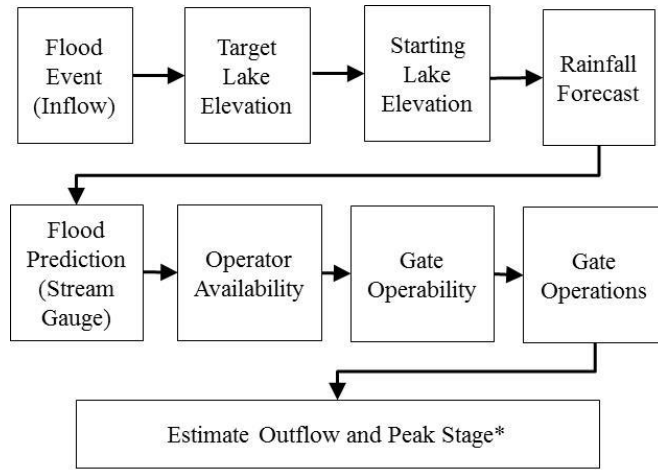 Flood
Event
(Inflow)
Target
Lake
Elevation
Starting
Lake
Elevation
Rainfall
Forecast
Flood
Prediction
(Stream
Gauge)
Operator
Availability
Gate
Operability
Gate
Operations
Estimate Outflow and Peak Stage*